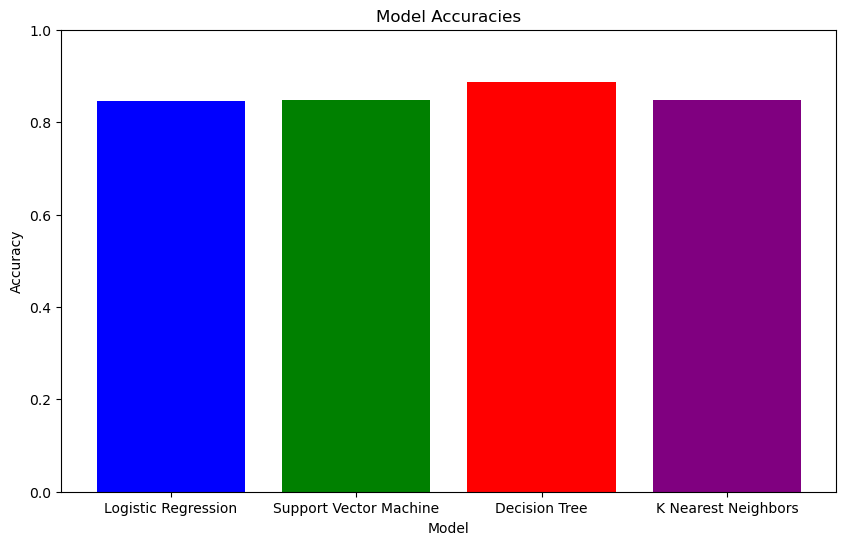 Model Accuracies
1.0
0.8
0.6
0.4
0.2
0.0
Accuracy
Logistic Regression
Support Vector Machine
Decision Tree
K Nearest Neighbors
Model